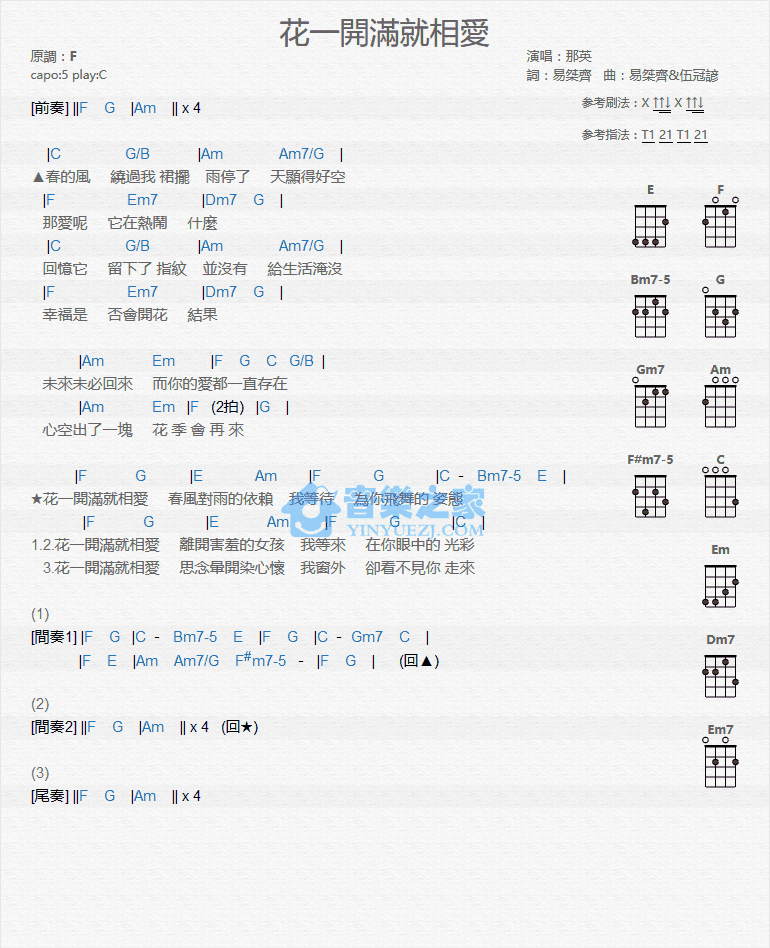 花一開滿就相愛
原調：F
capo:5 play:C
演唱：那英
詞：易桀齊 曲：易桀齊&伍冠諺
参考刷法：X ↑↑↓ X ↑↑↓
参考指法：T1 21 T1 21
[前奏] ||F G |Am || x 4
|C G/B |Am Am7/G |
▲春的風 繞過我 裙擺 雨停了 天顯得好空
|F Em7 |Dm7 G |
那愛呢 它在熱鬧 什麼
|C G/B |Am Am7/G |
回憶它 留下了 指紋 並沒有 給生活淹沒
|F Em7 |Dm7 G |
幸福是 否會開花 結果
|Am Em |F G C G/B |
未來未必回來 而你的愛都一直存在
|Am Em |F (2拍) |G |
心空出了一塊 花 季 會 再 來
|F G |E Am |F G |C - Bm7-5 E |
★花一開滿就相愛 春風對雨的依賴 我等待 為你飛舞的 姿態
|F G |E Am |F G |C |
1.2.花一開滿就相愛 離開害羞的女孩 我等來 在你眼中的 光彩
3.花一開滿就相愛 思念暈開染心懷 我窗外 卻看不見你 走來
(1)
[間奏1] |F G |C - Bm7-5 E |F G |C - Gm7 C |
|F E |Am Am7/G F#m7-5 - |F G | (回▲)
(2)
[間奏2] ||F G |Am || x 4 (回★)
(3)
[尾奏] ||F G |Am || x 4
E F
Bm7-5 G
Gm7 Am
F#m7-5 C
Em
Dm7
Em7
音樂之家
YINYUEZJ.COM